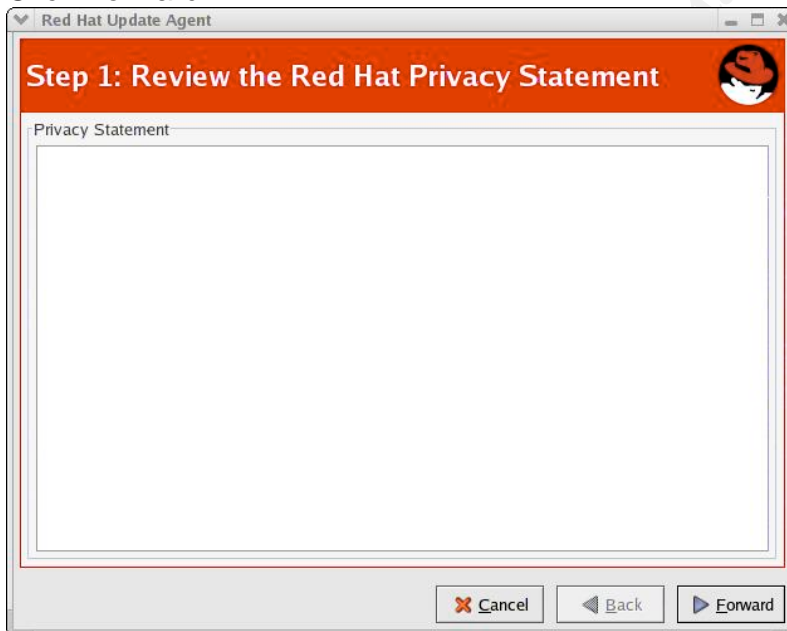 Red Hat Update Agent
Step 1: Review the Red Hat Privacy Statement
Privacy Statement
Cancel
Back
Forward